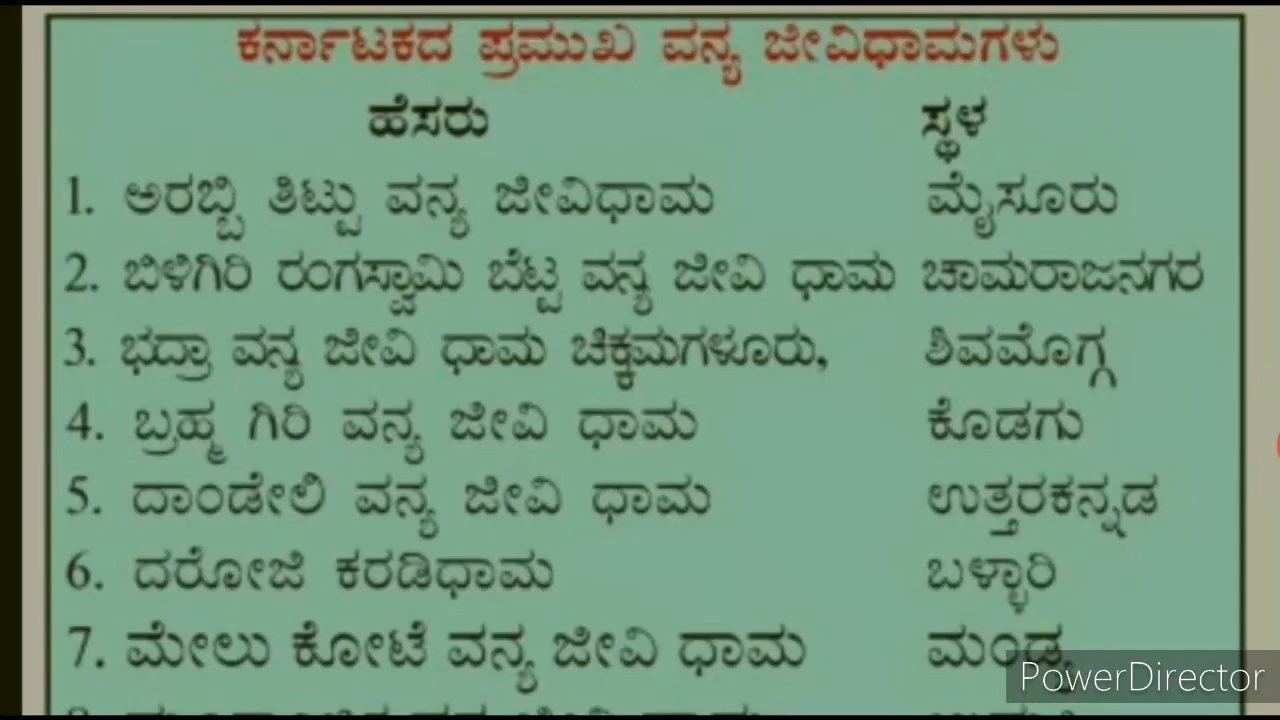 ಕರ್ನಾಟಕದ ಪ್ರಮುಖ ವನ್ಯ ಜೀವಿಧಾಮಗಳು
ಹೆಸರು ಸ್ಥಳ
1. ಅರಬ್ಬಿ ತಿಟ್ಟು ವನ್ಯ ಜೀವಿಧಾಮ ಮೈಸೂರು
2. ಬಿಳಿಗಿರಿ ರಂಗಸ್ವಾಮಿ ಬೆಟ್ಟ ವನ್ಯ ಜೀವಿ ಧಾಮ ಚಾಮರಾಜನಗರ
3. ಭದ್ರಾ ವನ್ಯ ಜೀವಿ ಧಾಮ ಚಿಕ್ಕಮಗಳೂರು, ಶಿವಮೊಗ್ಗ
4. ಬ್ರಹ್ಮ ಗಿರಿ ವನ್ಯ ಜೀವಿ ಧಾಮ ಕೊಡಗು
5. ದಾಂಡೇಲಿ ವನ್ಯ ಜೀವಿ ಧಾಮ ಉತ್ತರಕನ್ನಡ
6. ದರೋಜಿ ಕರಡಿಧಾಮ ಬಳ್ಳಾರಿ
7. ಮೇಲು ಕೋಟೆ ವನ್ಯ ಜೀವಿ ಧಾಮ ಮಂಡ್ಯ
PowerDirector